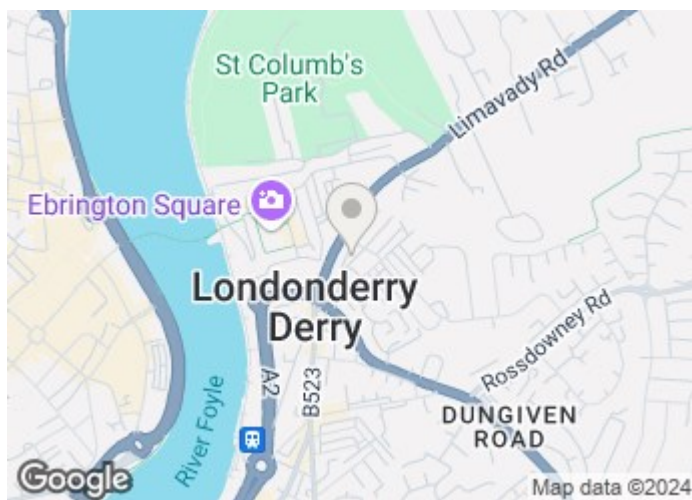 St Columb's
Park
Limavady Rd
Ebrington Square
Londonderry
Derry
Rossdowney Rd
A2
B523
River Foyle
DUNGIVEN
ROAD
Google
Map data ©2024